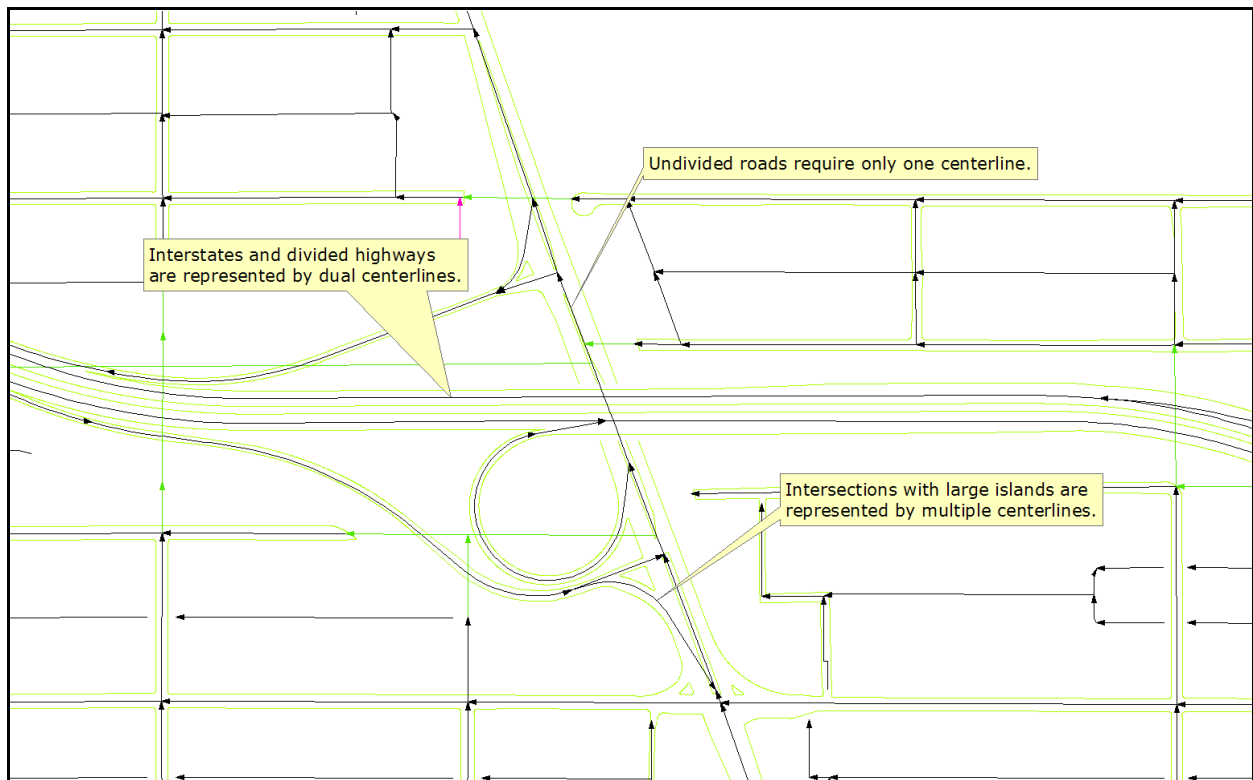 Undivided roads require only one centerline.
Interstates and divided highways
are represented by dual centerlines.
Intersections with large islands are
represented by multiple centerlines.